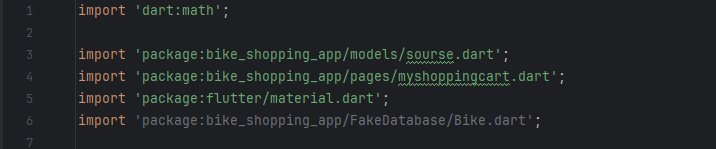 1 import 'dart:math';
2
3 import 'package:bike_shopping_app/models/sourse.dart';
4 import 'package:bike_shopping_app/pages/myshoppingcart.dart';
5 import 'package:flutter/material.dart';
6 import 'package:bike_shopping_app/FakeDatabase/Bike.dart';
7